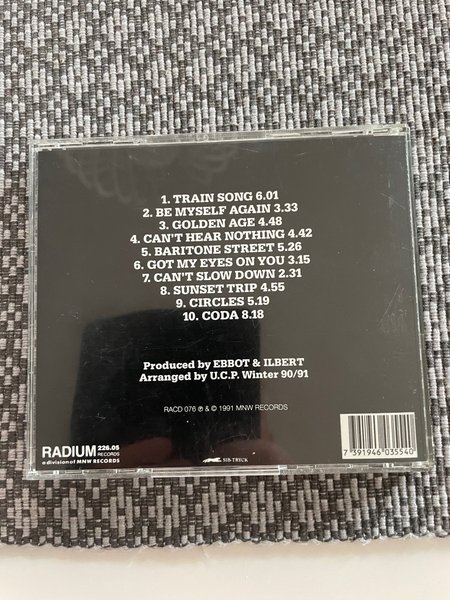 1. TRAIN SONG 6.01
2. BE MYSELF AGAIN 3.33
3. GOLDEN AGE 4.48
4. CAN'T HEAR NOTHING 4.42
5. BARITONE STREET 5.26
6. GOT MY EYES ON YOU 3.15
7. CAN'T SLOW DOWN 2.31
8. SUNSET TRIP 4.55
9. CIRCLES 5.19
10. CODA 8.18
Produced by EBBOT & ILBERT
Arranged by U.C.P. Winter 90/91
RACD 076 ℗ & © 1991 MNW RECORDS
RADIUM 226.05
RECORDS
a division of MNW RECORDS
SIB-TRYCK
7 391946 035540